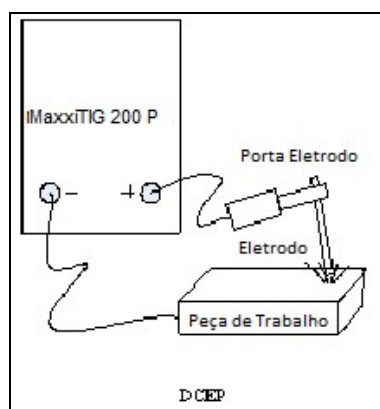 iMaxxiTIG 200 P
- +
Porta Eletrodo
Eletrodo
Peça de Trabalho
DCEP